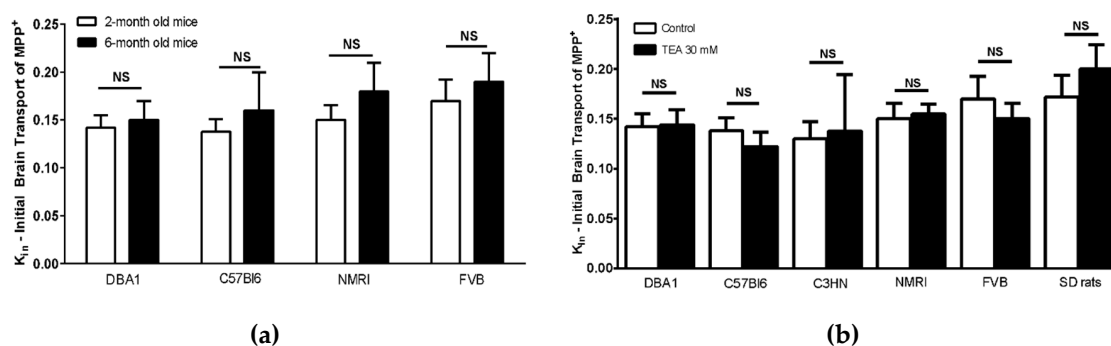 K_in - Initial Brain Transport of MPP⁺
0.25
0.20
0.15
0.10
0.05
0.00
2-month old mice
6-month old mice
NS
NS
NS
NS
DBA1
C57Bl6
NMRI
FVB
(a)
K_in - Initial Brain Transport of MPP⁺
0.25
0.20
0.15
0.10
0.05
0.00
Control
TEA 30 mM
NS
NS
NS
NS
NS
NS
DBA1
C57Bl6
C3HN
NMRI
FVB
SD rats
(b)